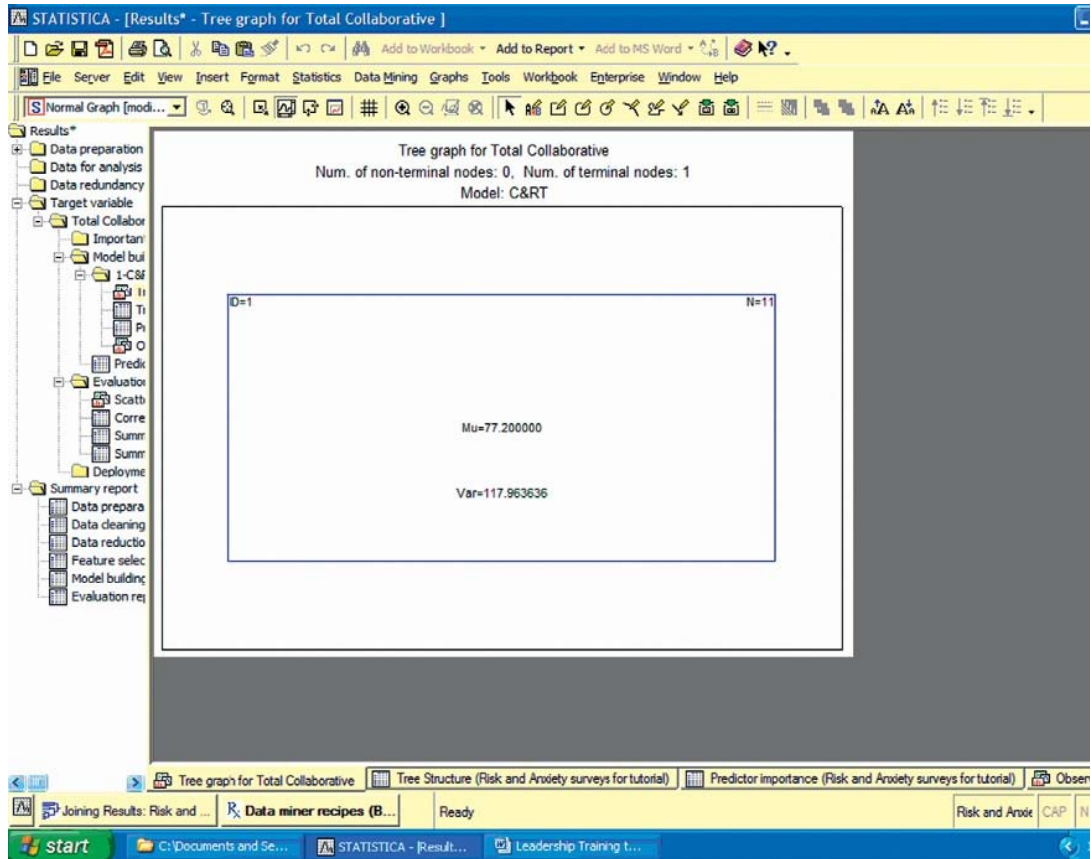 STATISTICA - [Results* - Tree graph for Total Collaborative ]
Add to Workbook Add to Report Add to MS Word
File Server Edit View Insert Format Statistics Data Mining Graphs Tools Workbook Enterprise Window Help
Normal Graph [modi...
Results*
Data preparation
Data for analysis
Data redundancy
Target variable
Total Collabor
Important
Model bui
1-C&R
Tr
Pr
O
Predic
Evaluation
Scatt
Corre
Summ
Summ
Deployme
Summary report
Data prepara
Data cleaning
Data reductio
Feature selec
Model building
Evaluation rep
Tree graph for Total Collaborative
Num. of non-terminal nodes: 0, Num. of terminal nodes: 1
Model: C&RT
ID=1 N=11
Mu=77.200000
Var=117.963636
Tree graph for Total Collaborative Tree Structure (Risk and Anxiety surveys for tutorial) Predictor importance (Risk and Anxiety surveys for tutorial) Obser
Joining Results: Risk and ... Data miner recipes (B... Ready Risk and Anxie CAP N
start C:\Documents and Se... STATISTICA - [Result... Leadership Training t...